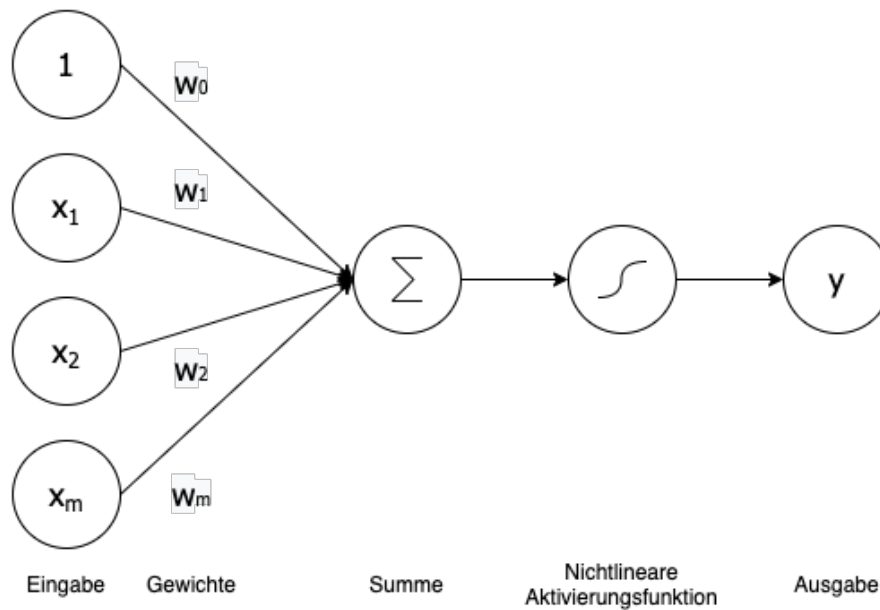 1
w₀
x₁
w₁
∑
y
x₂
w₂
xₘ
wₘ
Eingabe
Gewichte
Summe
Nichtlineare
Aktivierungsfunktion
Ausgabe